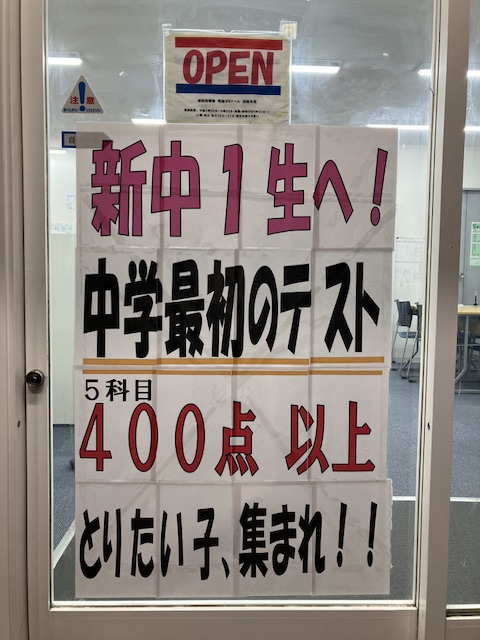 OPEN
注意
新中1生へ!
中学最初のテスト
5科目
400点 以上
とりたい子、集まれ!!